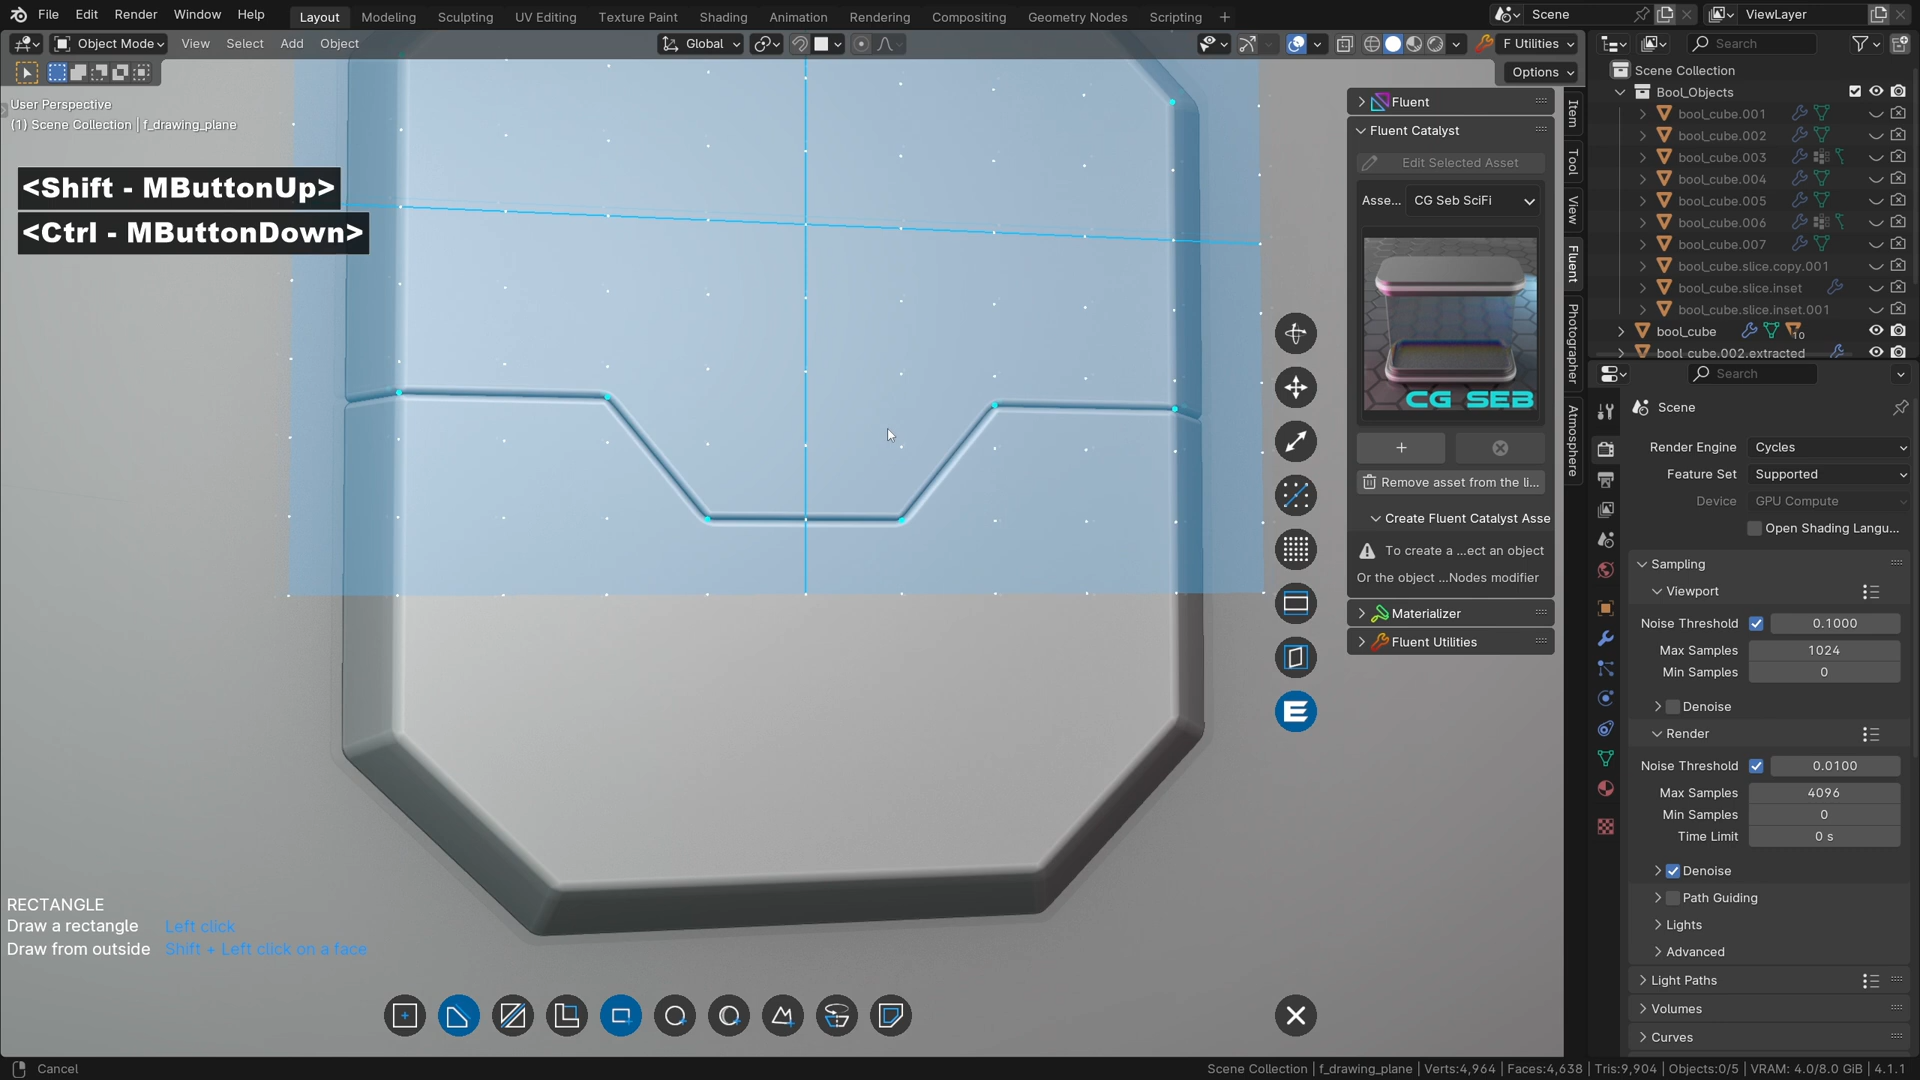 File Edit Render Window Help
Layout Modeling Sculpting UV Editing Texture Paint Shading Animation Rendering Compositing Geometry Nodes Scripting +
Scene
ViewLayer
Object Mode View Select Add Object
Global
F Utilities
Search
Options
User Perspective
(1) Scene Collection | f_drawing_plane
<Shift - MButtonUp>
<Ctrl - MButtonDown>
RECTANGLE
Draw a rectangle Left click
Draw from outside Shift + Left click on a face
Fluent
Fluent Catalyst
Edit Selected Asset
Asse... CG Seb SciFi
CG SEB
+
Remove asset from the li...
Create Fluent Catalyst Asse
To create a ...ect an object
Or the object ...Nodes modifier
Materializer
Fluent Utilities
Item
Tool
View
Fluent
Photographer
Atmosphere
Scene Collection
Bool_Objects
bool_cube.001
bool_cube.002
bool_cube.003
bool_cube.004
bool_cube.005
bool_cube.006
bool_cube.007
bool_cube.slice.copy.001
bool_cube.slice.inset
bool_cube.slice.inset.001
bool_cube 10
bool_cube.002.extracted
Search
Scene
Render Engine Cycles
Feature Set Supported
Device GPU Compute
Open Shading Langu...
Sampling
Viewport
Noise Threshold 0.1000
Max Samples 1024
Min Samples 0
Denoise
Render
Noise Threshold 0.0100
Max Samples 4096
Min Samples 0
Time Limit 0 s
Denoise
Path Guiding
Lights
Advanced
Light Paths
Volumes
Curves
Cancel
Scene Collection | f_drawing_plane | Verts:4,964 | Faces:4,638 | Tris:9,904 | Objects:0/5 | VRAM: 4.0/8.0 GiB | 4.1.1